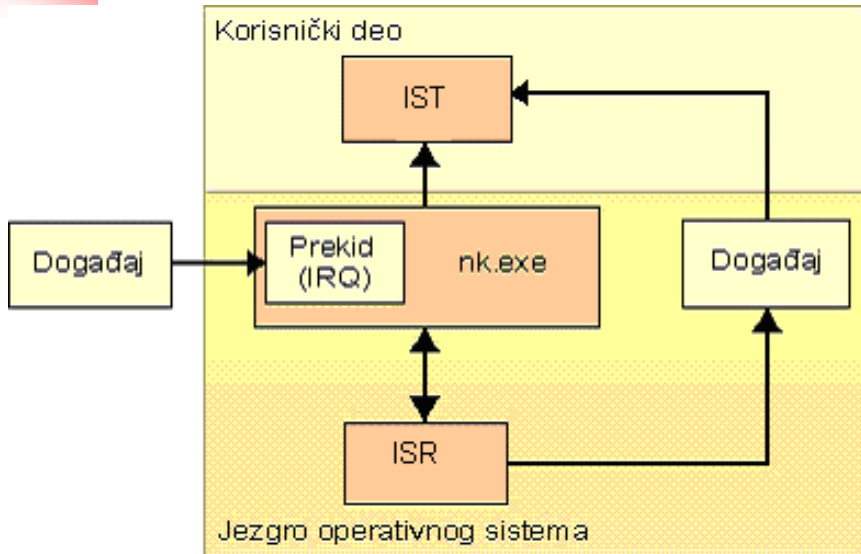 Korisnički deo
IST
Događaj
Prekid
(IRQ)
nk.exe
Događaj
ISR
Jezgro operativnog sistema